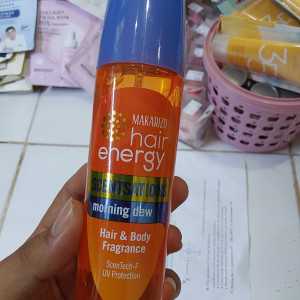 MAKARIZO
hair
energy
SCENTSATIONS
morning dew
Hair & Body
Fragrance
ScenTech-F
UV Protection